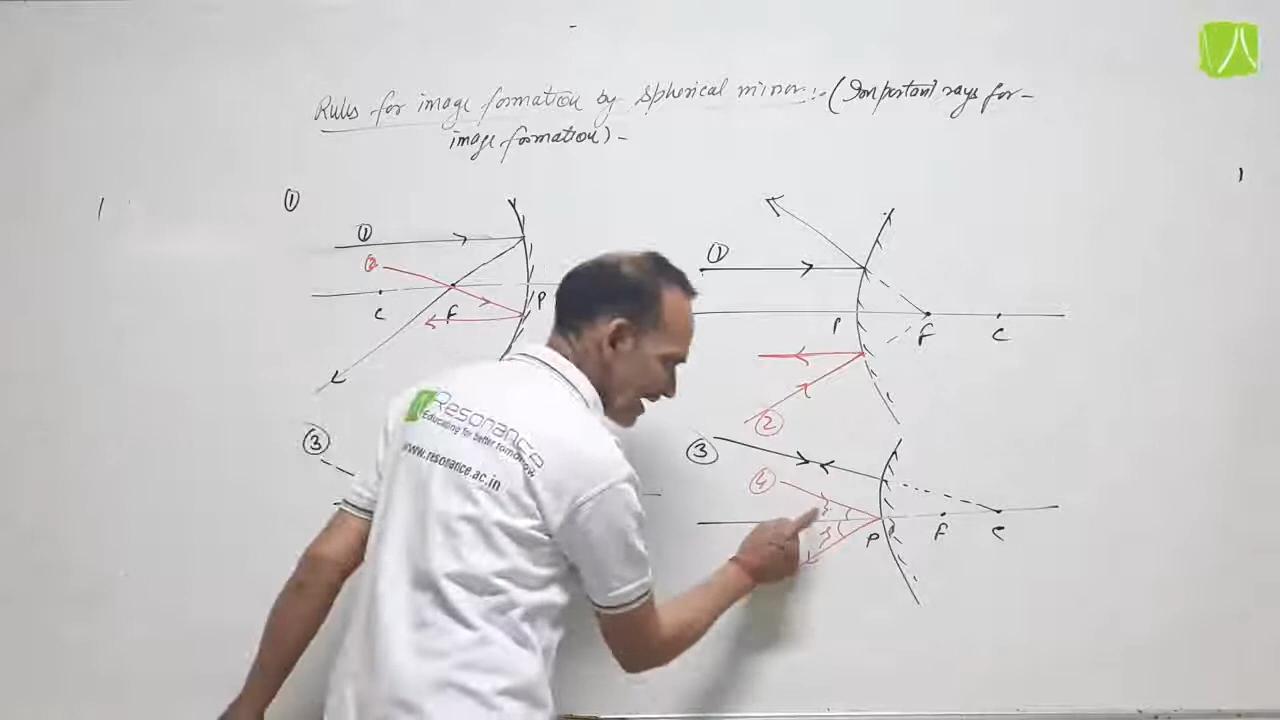 Rules for image formation by spherical mirror :- (Important rays for-
image formation) -
①
①
②
C
F
P
①
P
F
C
②
③
③
④
P
F
C
Resonance
Educating for better tomorrow
www.resonance.ac.in